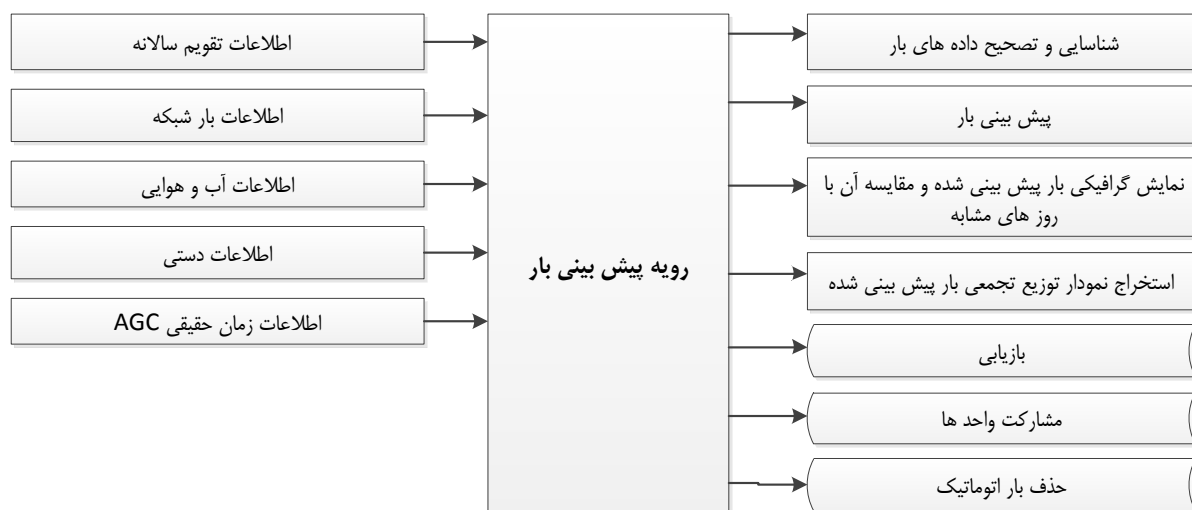 اطلاعات تقویم سالانه
اطلاعات بار شبکه
اطلاعات آب و هوایی
اطلاعات دستی
اطلاعات زمان حقیقی AGC
رویه پیش بینی بار
شناسایی و تصحیح داده های بار
پیش بینی بار
نمایش گرافیکی بار پیش بینی شده و مقایسه آن با
روز های مشابه
استخراج نمودار توزیع تجمعی بار پیش بینی شده
بازیابی
مشارکت واحد ها
حذف بار اتوماتیک